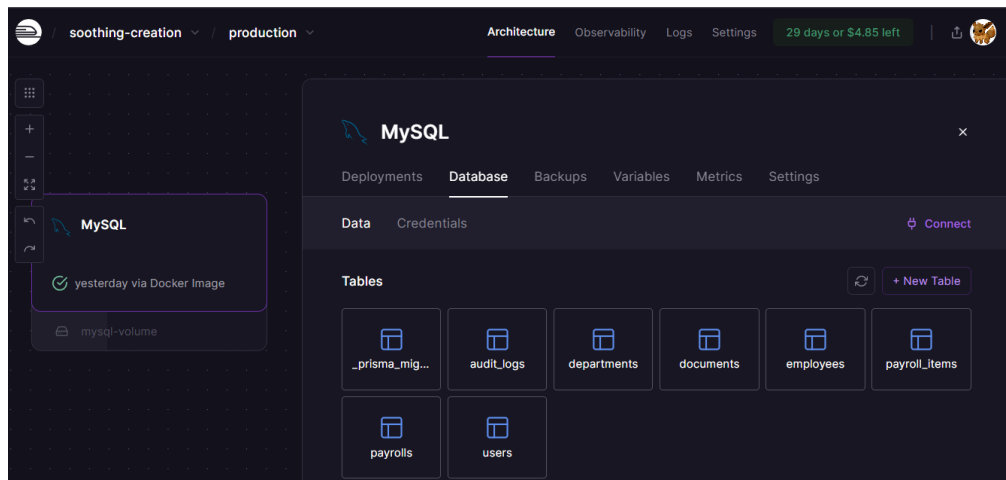 / soothing-creation / production Architecture Observability Logs Settings 29 days or $4.85 left
MySQL
Deployments Database Backups Variables Metrics Settings
Data Credentials Connect
Tables + New Table
_prisma_mig... audit_logs departments documents employees payroll_items
payrolls users
MySQL
yesterday via Docker Image
mysql-volume